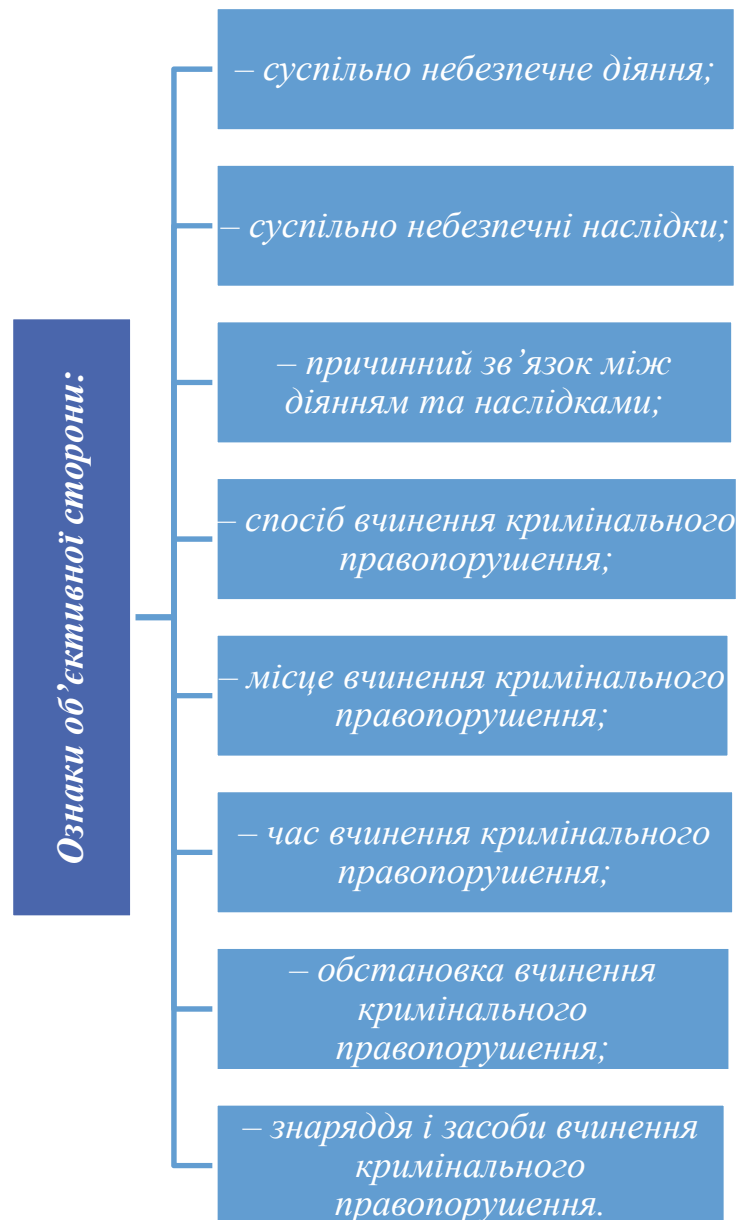 Ознаки об’єктивної сторони:
– суспільно небезпечне діяння;
– суспільно небезпечні наслідки;
– причинний зв’язок між
діянням та наслідками;
– спосіб вчинення кримінального
правопорушення;
– місце вчинення кримінального
правопорушення;
– час вчинення кримінального
правопорушення;
– обстановка вчинення
кримінального
правопорушення;
– знаряддя і засоби вчинення
кримінального
правопорушення.